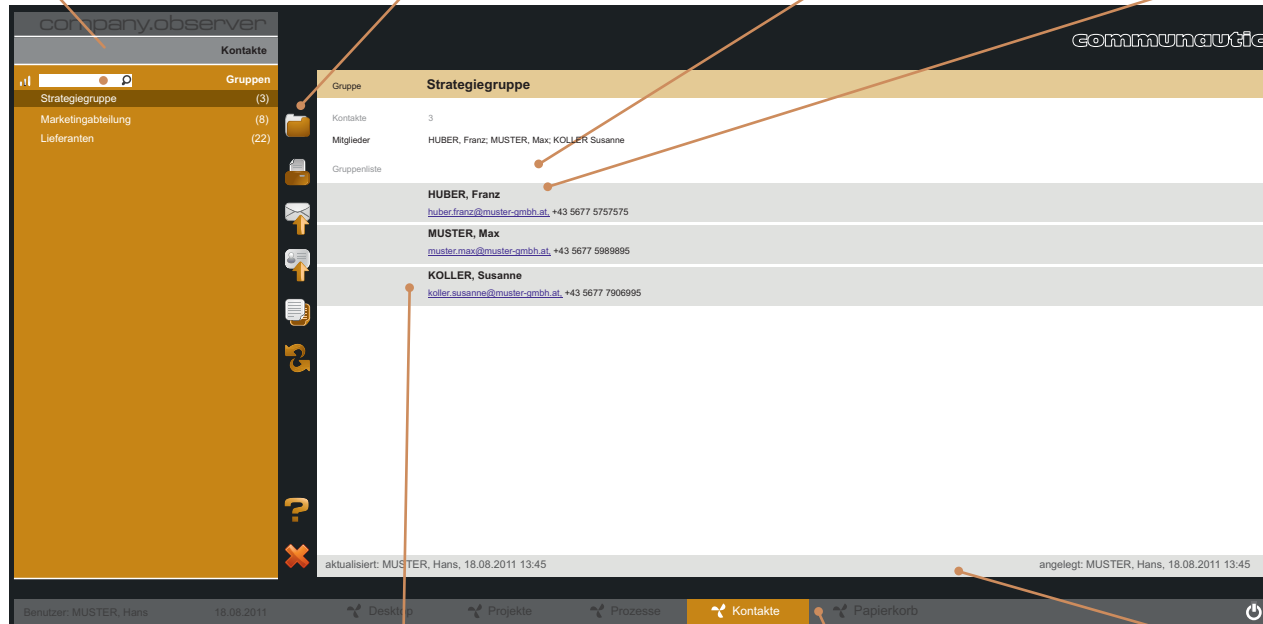 company.observer
Kontakte
communautic
Gruppen
Strategiegruppe (3)
Marketingabteilung (8)
Lieferanten (22)
Gruppe Strategiegruppe
Kontakte 3
Mitglieder HUBER, Franz; MUSTER, Max; KOLLER Susanne
Gruppenliste
HUBER, Franz
huber.franz@muster-gmbh.at, +43 5677 5757575
MUSTER, Max
muster.max@muster-gmbh.at, +43 5677 5989895
KOLLER, Susanne
koller.susanne@muster-gmbh.at, +43 5677 7906995
?
aktualisiert: MUSTER, Hans, 18.08.2011 13:45 angelegt: MUSTER, Hans, 18.08.2011 13:45
Benutzer: MUSTER, Hans 18.08.2011 Desktop Projekte Prozesse Kontakte Papierkorb